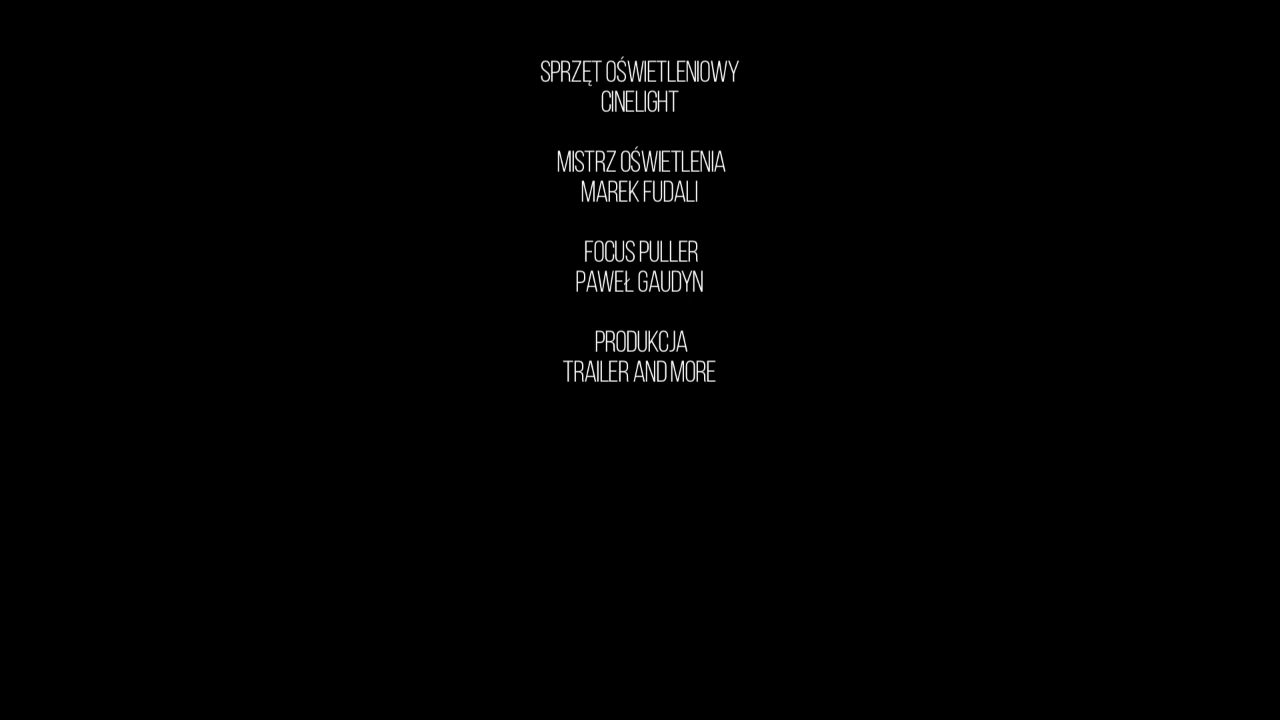 SPRZĘT OŚWIETLENIOWY
CINELIGHT
MISTRZ OŚWIETLENIA
MAREK FUDALI
FOCUS PULLER
PAWEŁ GAUDYN
PRODUKCJA
TRAILER AND MORE